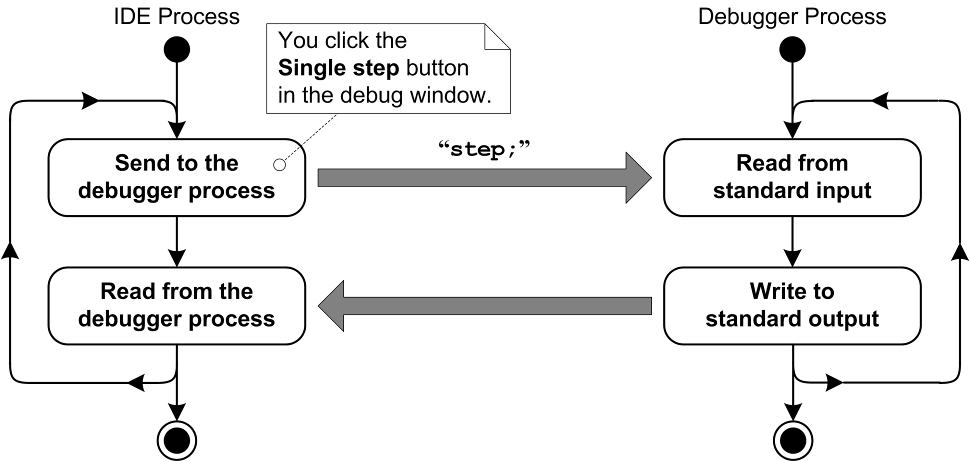 IDE Process
Debugger Process
You click the
Single step button
in the debug window.
Send to the
debugger process
“step;”
Read from
standard input
Read from the
debugger process
Write to
standard output